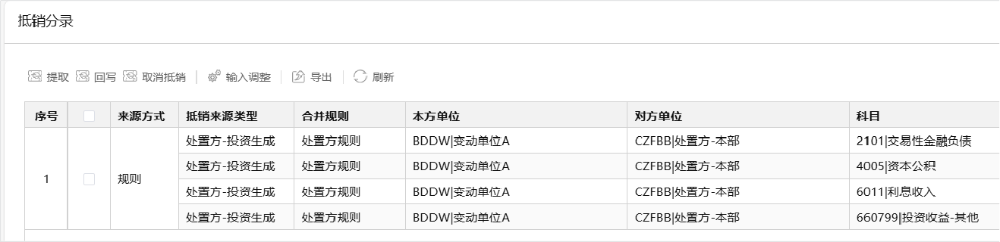 抵销分录
提取 回写 取消抵销 输入调整 导出 刷新
序号 来源方式 抵销来源类型 合并规则 本方单位 对方单位 科目
处置方-投资生成 处置方规则 BDDW|变动单位A CZFBB|处置方-本部 2101|交易性金融负债
处置方-投资生成 处置方规则 BDDW|变动单位A CZFBB|处置方-本部 4005|资本公积
1 规则
处置方-投资生成 处置方规则 BDDW|变动单位A CZFBB|处置方-本部 6011|利息收入
处置方-投资生成 处置方规则 BDDW|变动单位A CZFBB|处置方-本部 660799|投资收益-其他